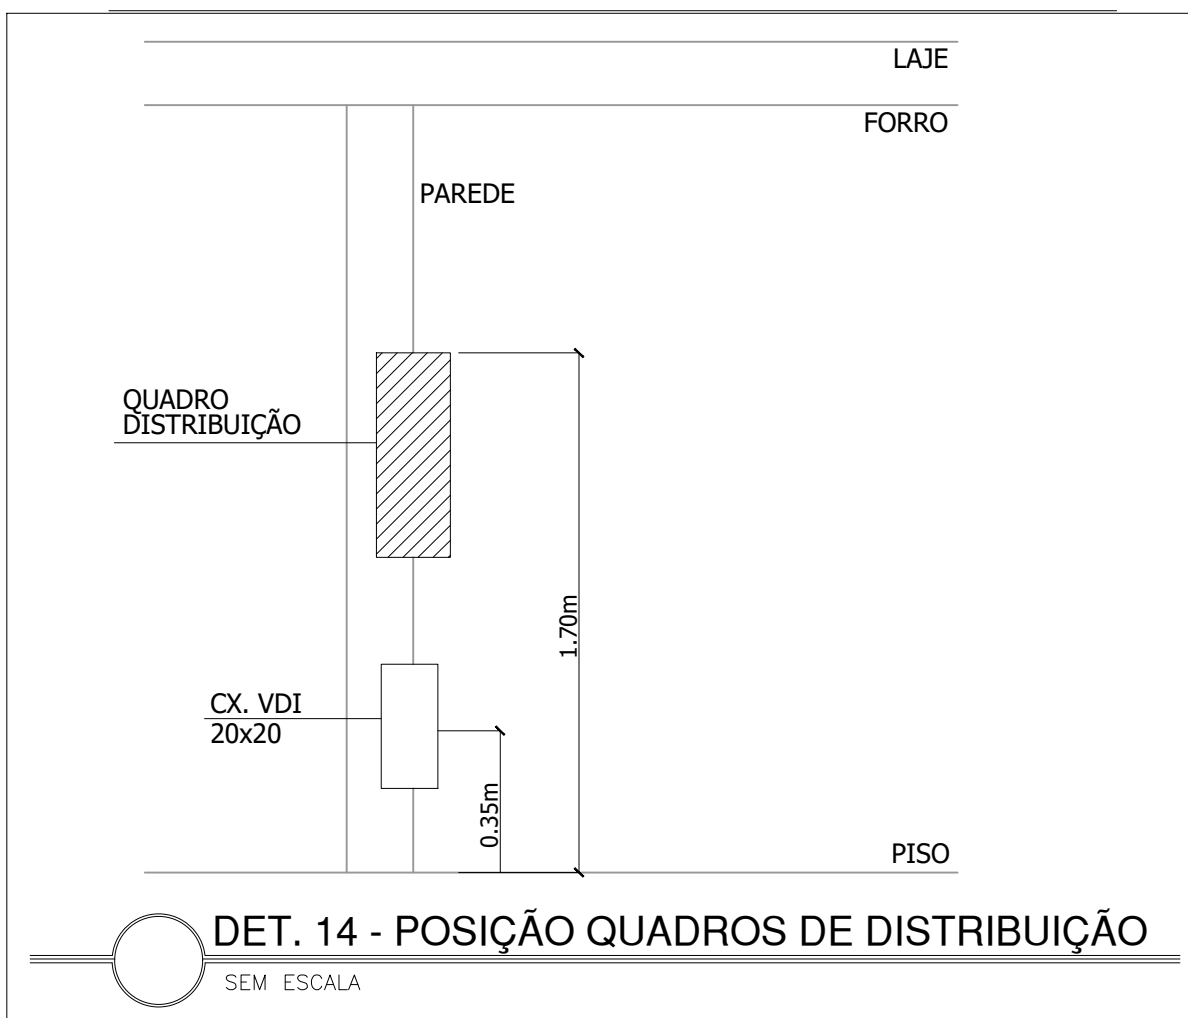 LAJE
FORRO
PAREDE
QUADRO
DISTRIBUIÇÃO
1.70m
CX. VDI
20x20
0.35m
PISO
DET. 14 - POSIÇÃO QUADROS DE DISTRIBUIÇÃO
SEM ESCALA